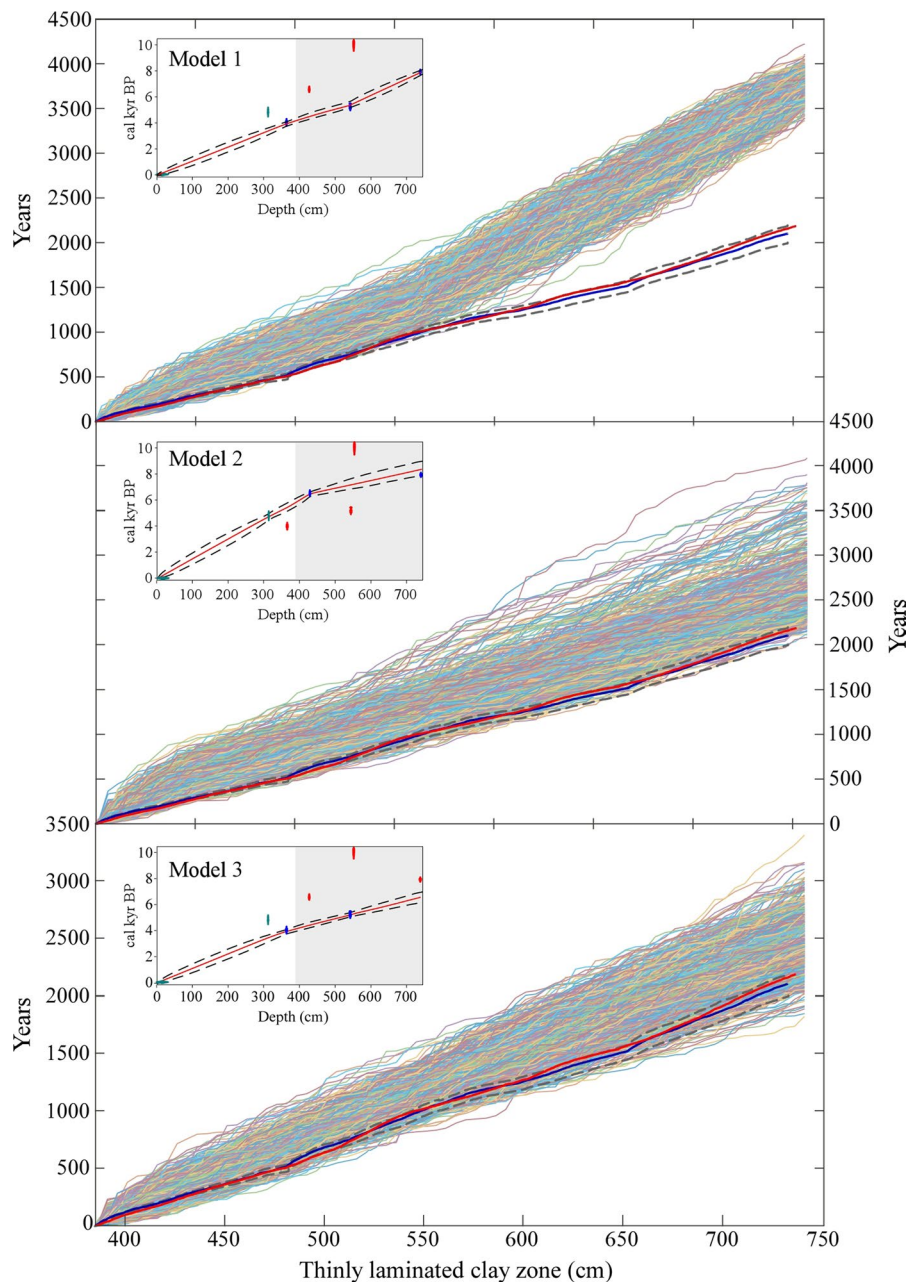 4500
4000
3500
3000
2500
2000
1500
1000
500
0
Years
Model 1
cal kyr BP
10
8
6
4
2
0
0 100 200 300 400 500 600 700
Depth (cm)
4500
4000
3500
3000
2500
2000
1500
1000
500
0
Years
Model 2
cal kyr BP
10
8
6
4
2
0
0 100 200 300 400 500 600 700
Depth (cm)
3500
3000
2500
2000
1500
1000
500
0
Years
Model 3
cal kyr BP
10
8
6
4
2
0
0 100 200 300 400 500 600 700
Depth (cm)
400 450 500 550 600 650 700 750
Thinly laminated clay zone (cm)